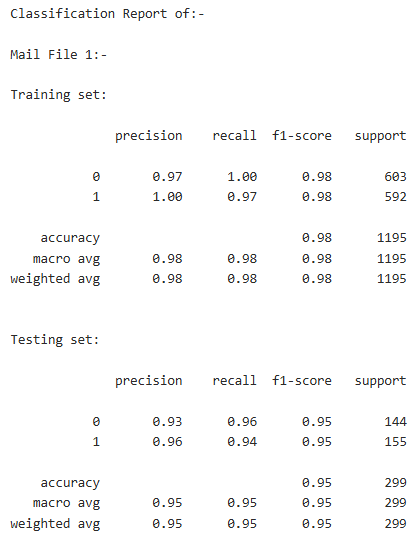 Classification Report of:-
Mail File 1:-
Training set:
precision recall f1-score support
0 0.97 1.00 0.98 603
1 1.00 0.97 0.98 592
accuracy 0.98 1195
macro avg 0.98 0.98 0.98 1195
weighted avg 0.98 0.98 0.98 1195
Testing set:
precision recall f1-score support
0 0.93 0.96 0.95 144
1 0.96 0.94 0.95 155
accuracy 0.95 299
macro avg 0.95 0.95 0.95 299
weighted avg 0.95 0.95 0.95 299